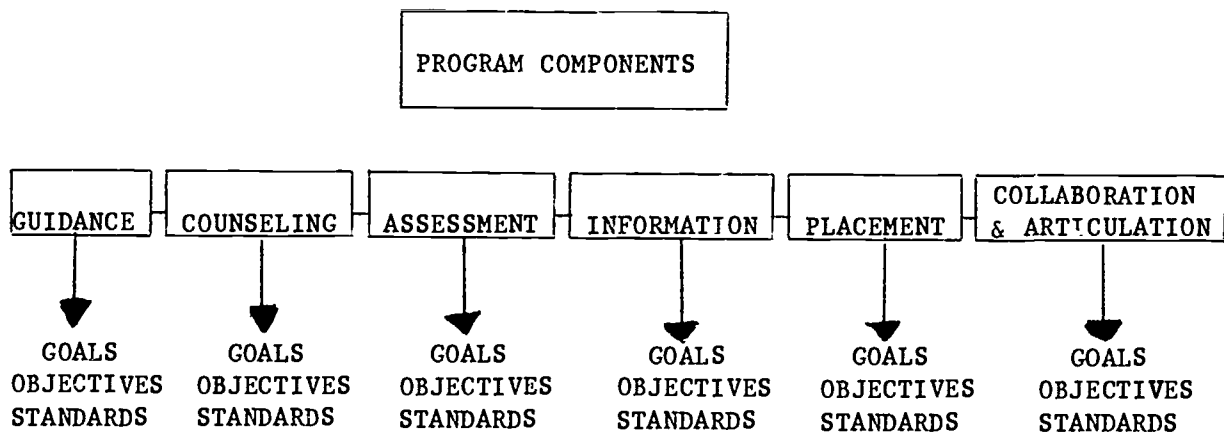 PROGRAM COMPONENTS
GUIDANCE
COUNSELING
ASSESSMENT
INFORMATION
PLACEMENT
COLLABORATION
& ARTICULATION
GOALS
OBJECTIVES
STANDARDS
GOALS
OBJECTIVES
STANDARDS
GOALS
OBJECTIVES
STANDARDS
GOALS
OBJECTIVES
STANDARDS
GOALS
OBJECTIVES
STANDARDS
GOALS
OBJECTIVES
STANDARDS